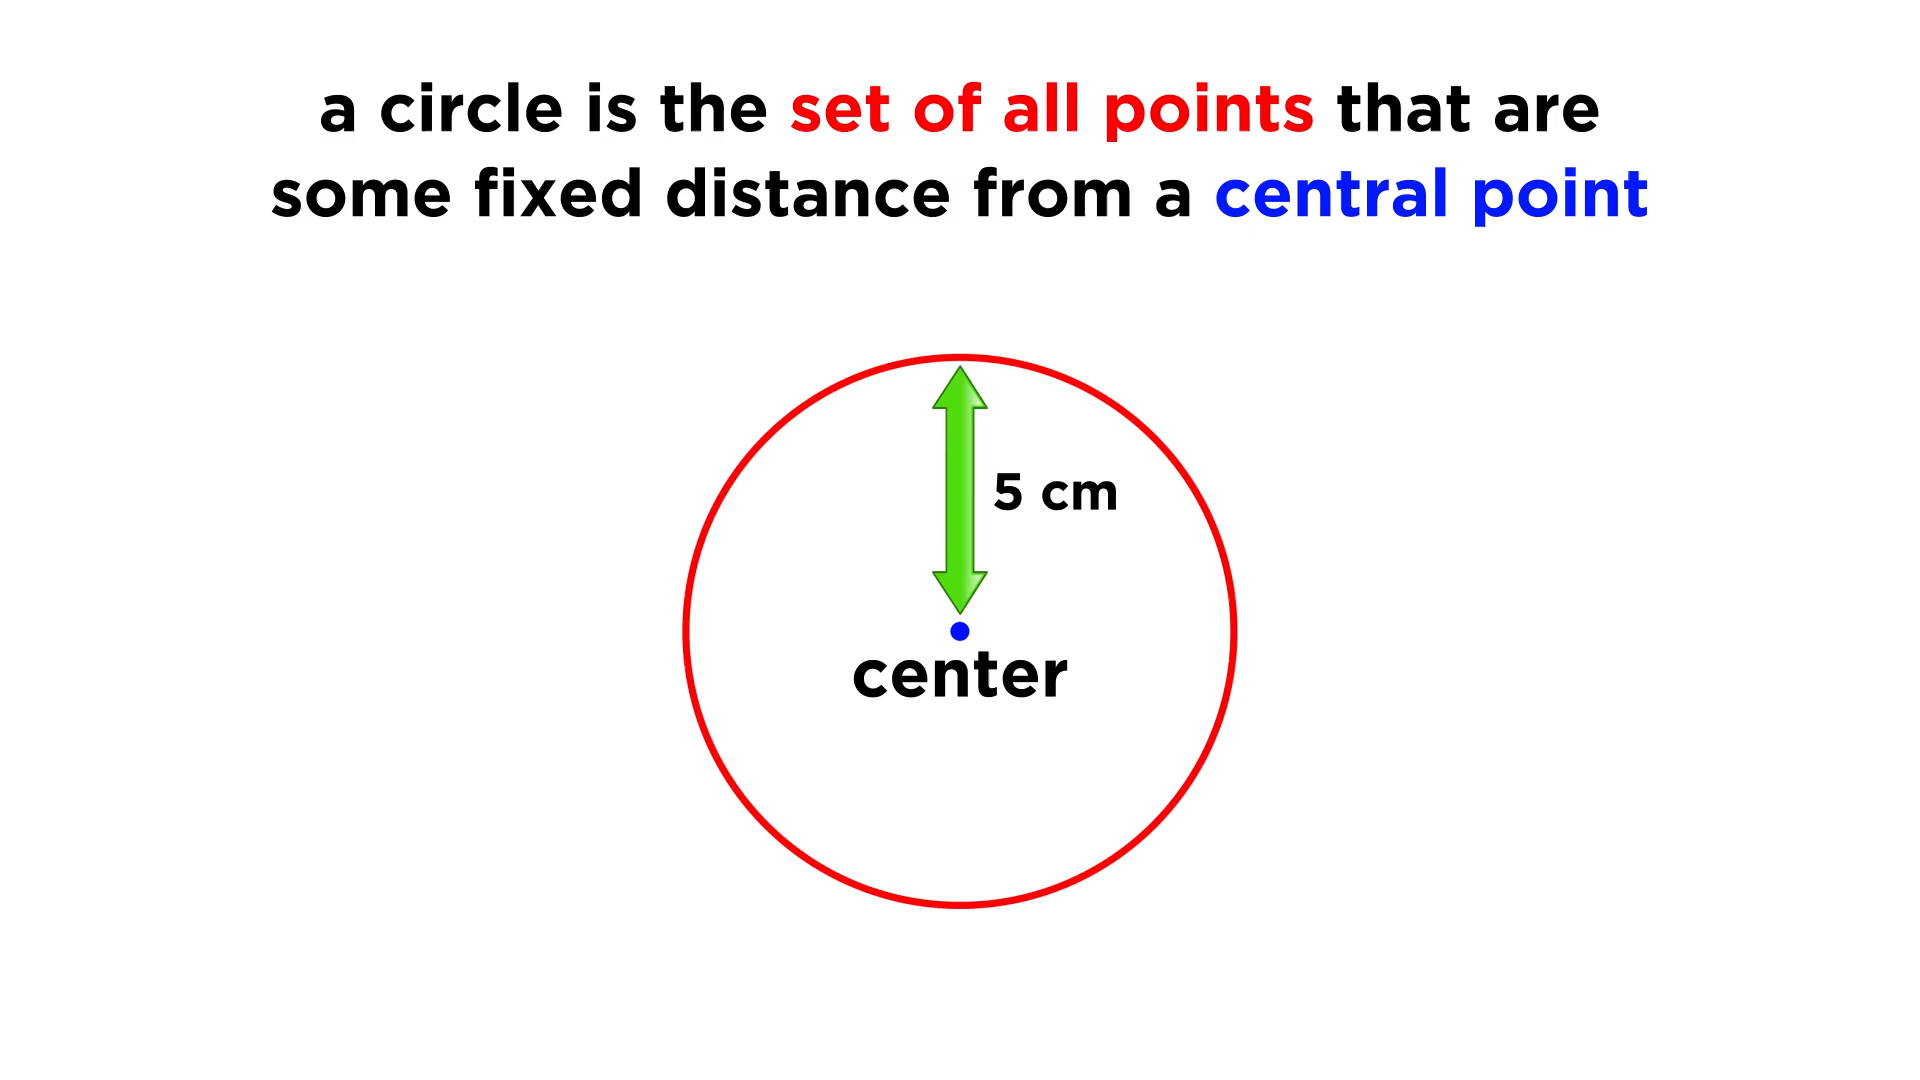 a circle is the set of all points that are
some fixed distance from a central point
5 cm
center